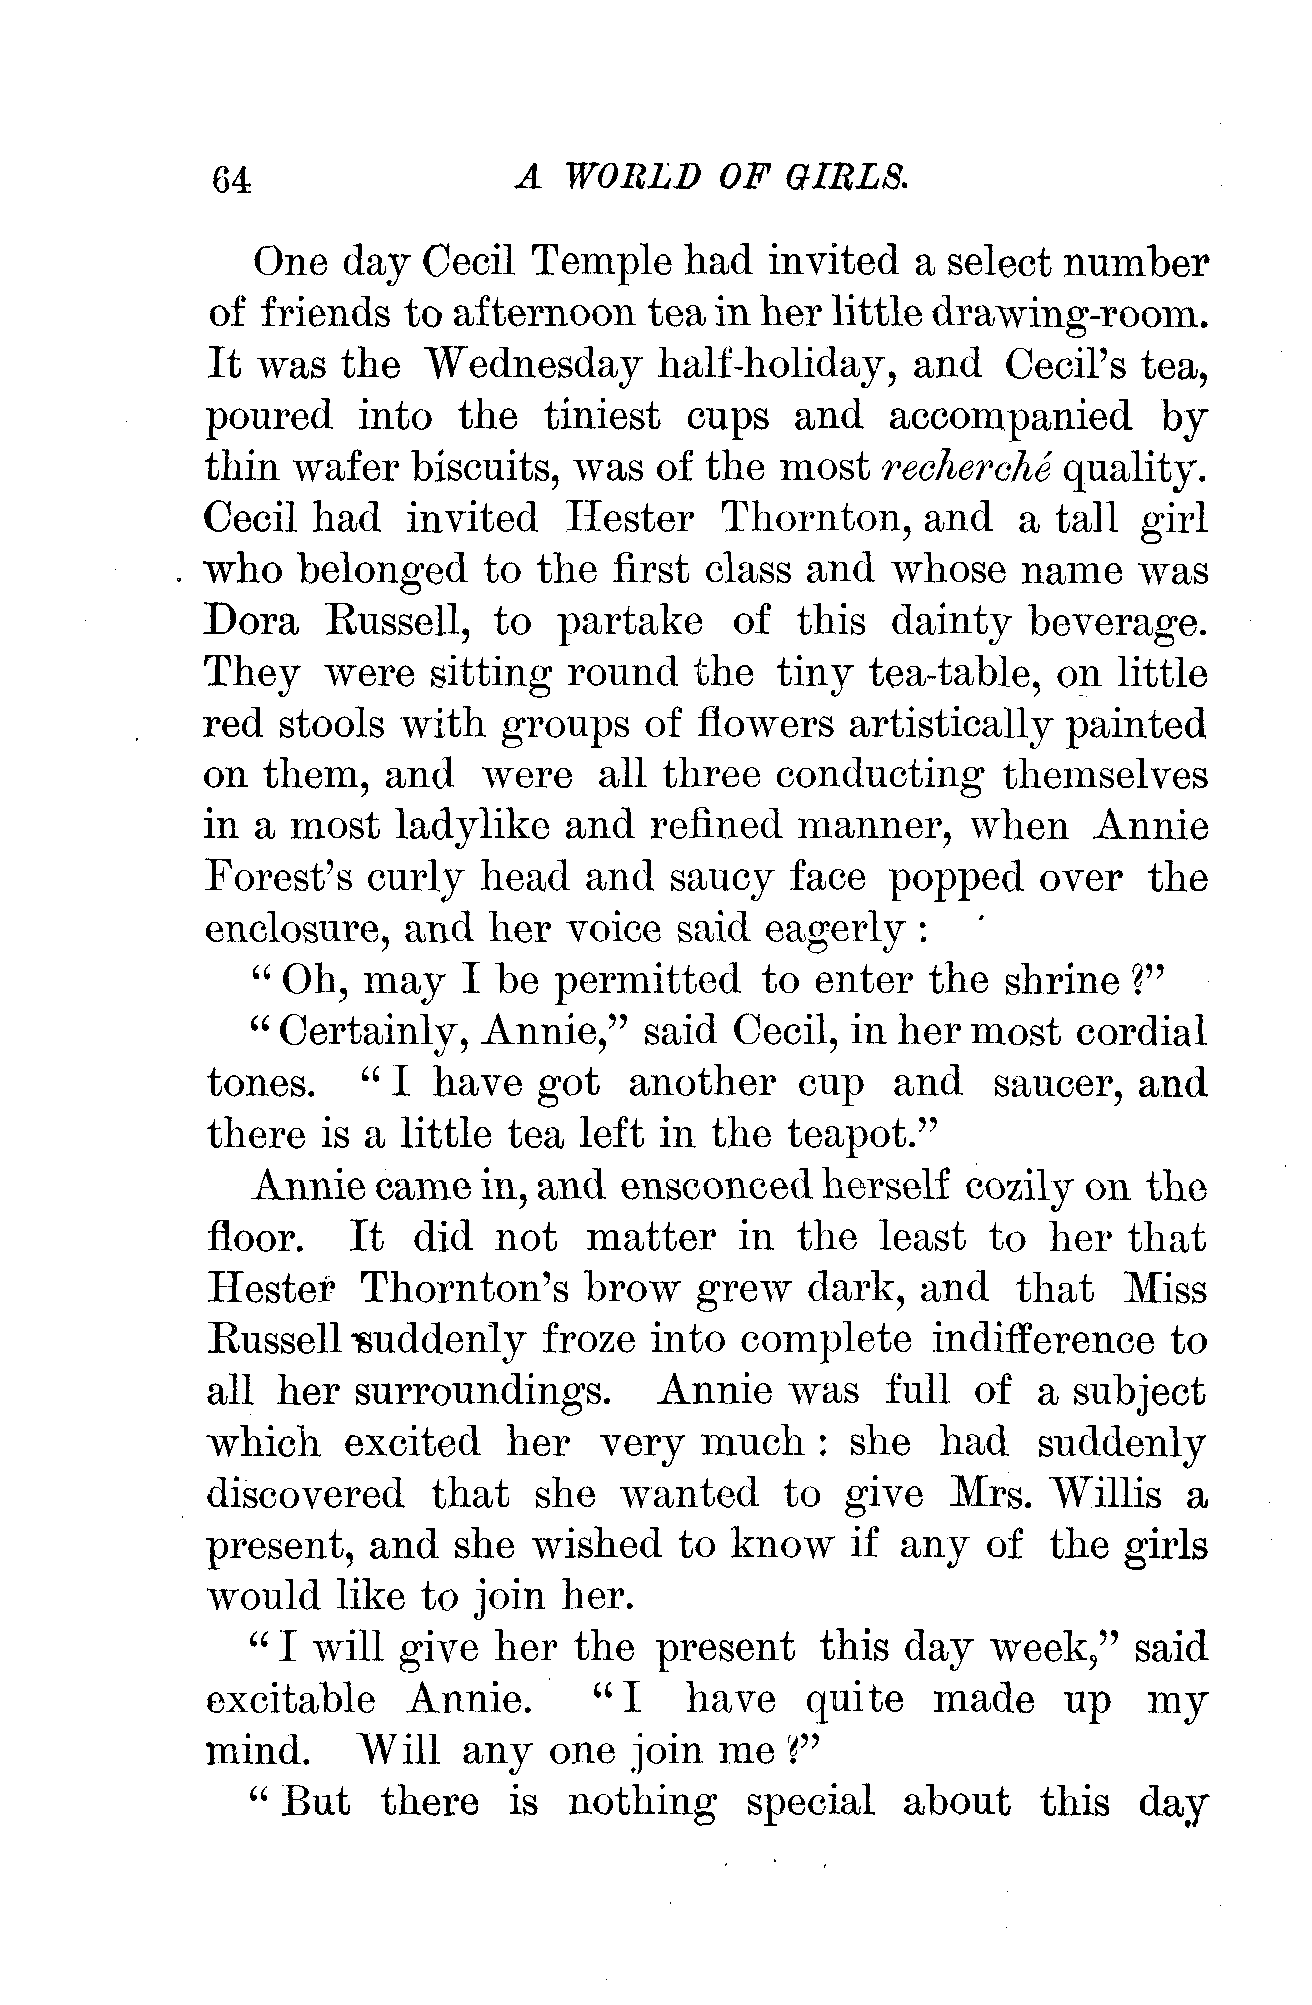 64 A WORLD OF GIRLS.
One day Cecil Temple had invited a select number
of friends to afternoon tea in her little drawing-room.
It was the Wednesday half-holiday, and Cecil's tea,
poured into the tiniest cups and accompanied by
thin wafer biscuits, was of the most recherché quality.
Cecil had invited Hester Thornton, and a tall girl
who belonged to the first class and whose name was
Dora Russell, to partake of this dainty beverage.
They were sitting round the tiny tea-table, on little
red stools with groups of flowers artistically painted
on them, and were all three conducting themselves
in a most ladylike and refined manner, when Annie
Forest's curly head and saucy face popped over the
enclosure, and her voice said eagerly :
“ Oh, may I be permitted to enter the shrine ?”
“ Certainly, Annie,” said Cecil, in her most cordial
tones. “ I have got another cup and saucer, and
there is a little tea left in the teapot.”
Annie came in, and ensconced herself cozily on the
floor. It did not matter in the least to her that
Hester Thornton's brow grew dark, and that Miss
Russell suddenly froze into complete indifference to
all her surroundings. Annie was full of a subject
which excited her very much : she had suddenly
discovered that she wanted to give Mrs. Willis a
present, and she wished to know if any of the girls
would like to join her.
“ I will give her the present this day week,” said
excitable Annie. “ I have quite made up my
mind. Will any one join me ?”
“ But there is nothing special about this day